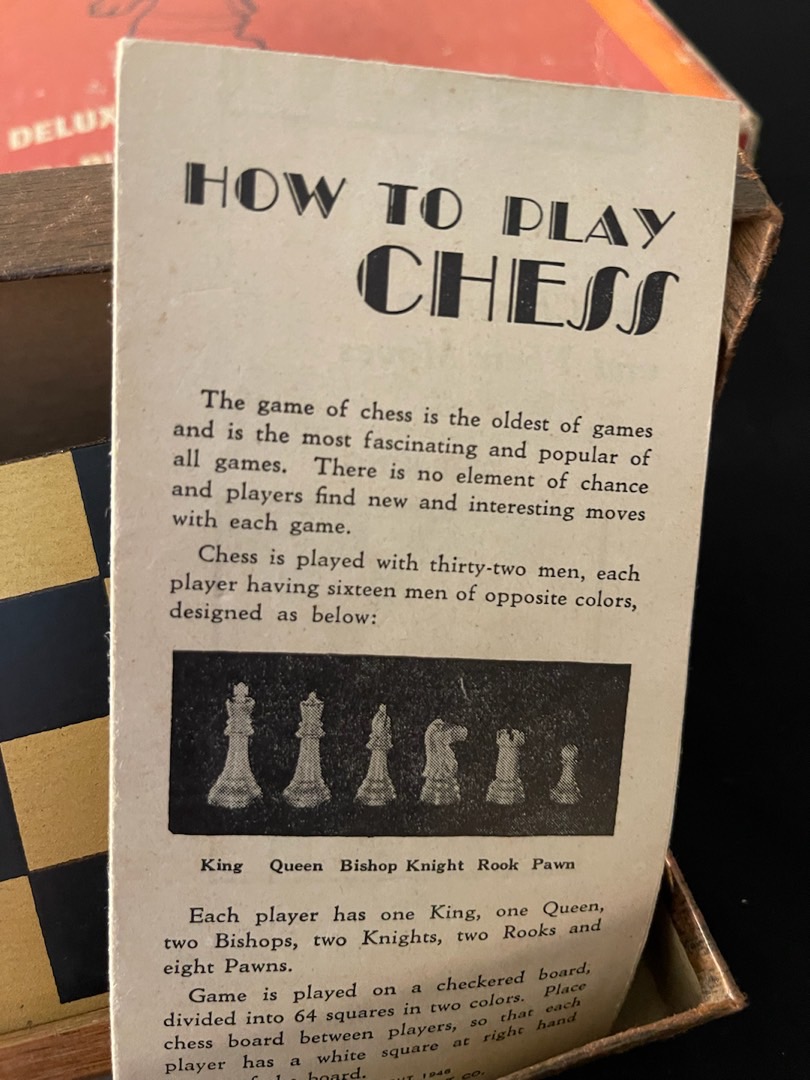 DELUX
HOW TO PLAY
CHESS
The game of chess is the oldest of games
and is the most fascinating and popular of
all games. There is no element of chance
and players find new and interesting moves
with each game.
Chess is played with thirty-two men, each
player having sixteen men of opposite colors,
designed as below:
King Queen Bishop Knight Rook Pawn
Each player has one King, one Queen,
two Bishops, two Knights, two Rooks and
eight Pawns.
Game is played on a checkered board,
divided into 64 squares in two colors. Place
chess board between players, so that each
player has a white square at right hand
board.
CO.